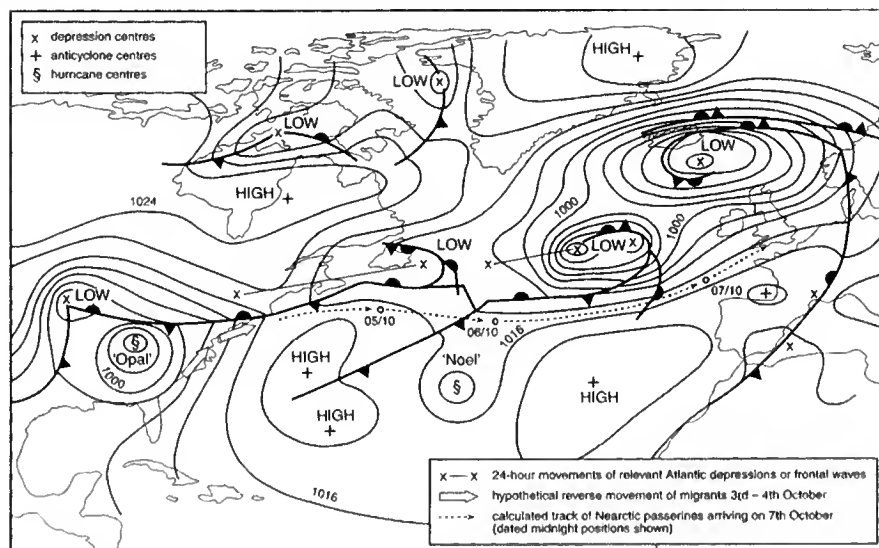 x depression centres
+ anticyclone centres
§ hurricane centres
HIGH
LOW
LOW
LOW
HIGH
1024
1000
1000
LOW
LOW
LOW
'Opal'
1000
05/10
06/10
07/10
1016
HIGH
'Noel'
HIGH
HIGH
1016
x—x 24-hour movements of relevant Atlantic depressions or frontal waves
hypothetical reverse movement of migrants 3rd – 4th October
calculated track of Nearctic passerines arriving on 7th October
(dated midnight positions shown)